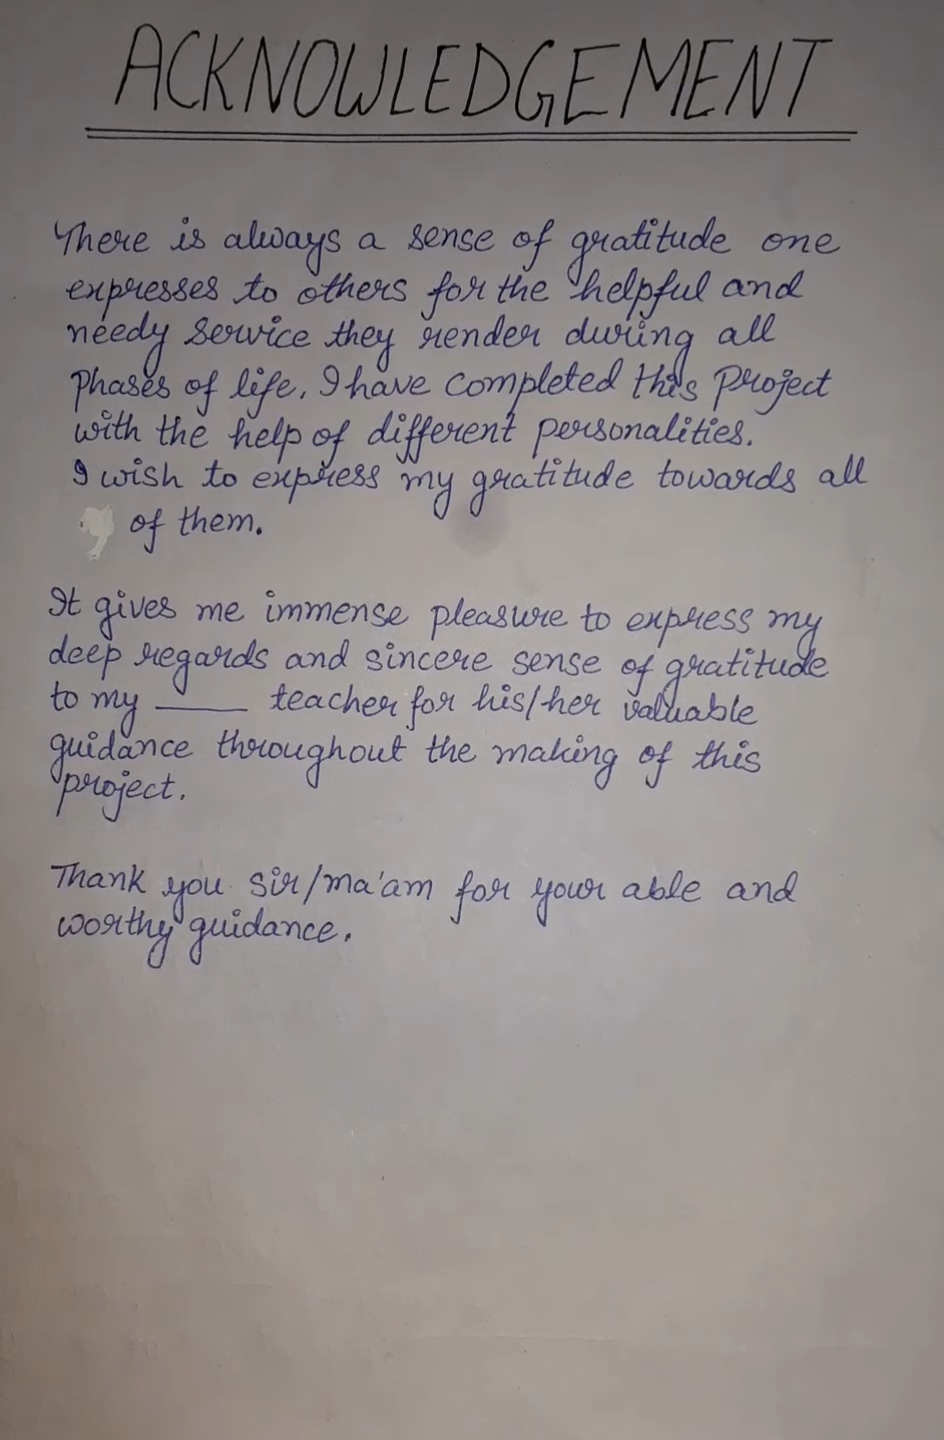 ACKNOWLEDGEMENT
There is always a sense of gratitude one
expresses to others for the helpful and
needy service they render during all
phases of life. I have completed this project
with the help of different personalities.
I wish to express my gratitude towards all
of them.
It gives me immense pleasure to express my
deep regards and sincere sense of gratitude
to my _____ teacher for his/her valuable
guidance throughout the making of this
project.
Thank you sir/ma'am for your able and
worthy guidance.